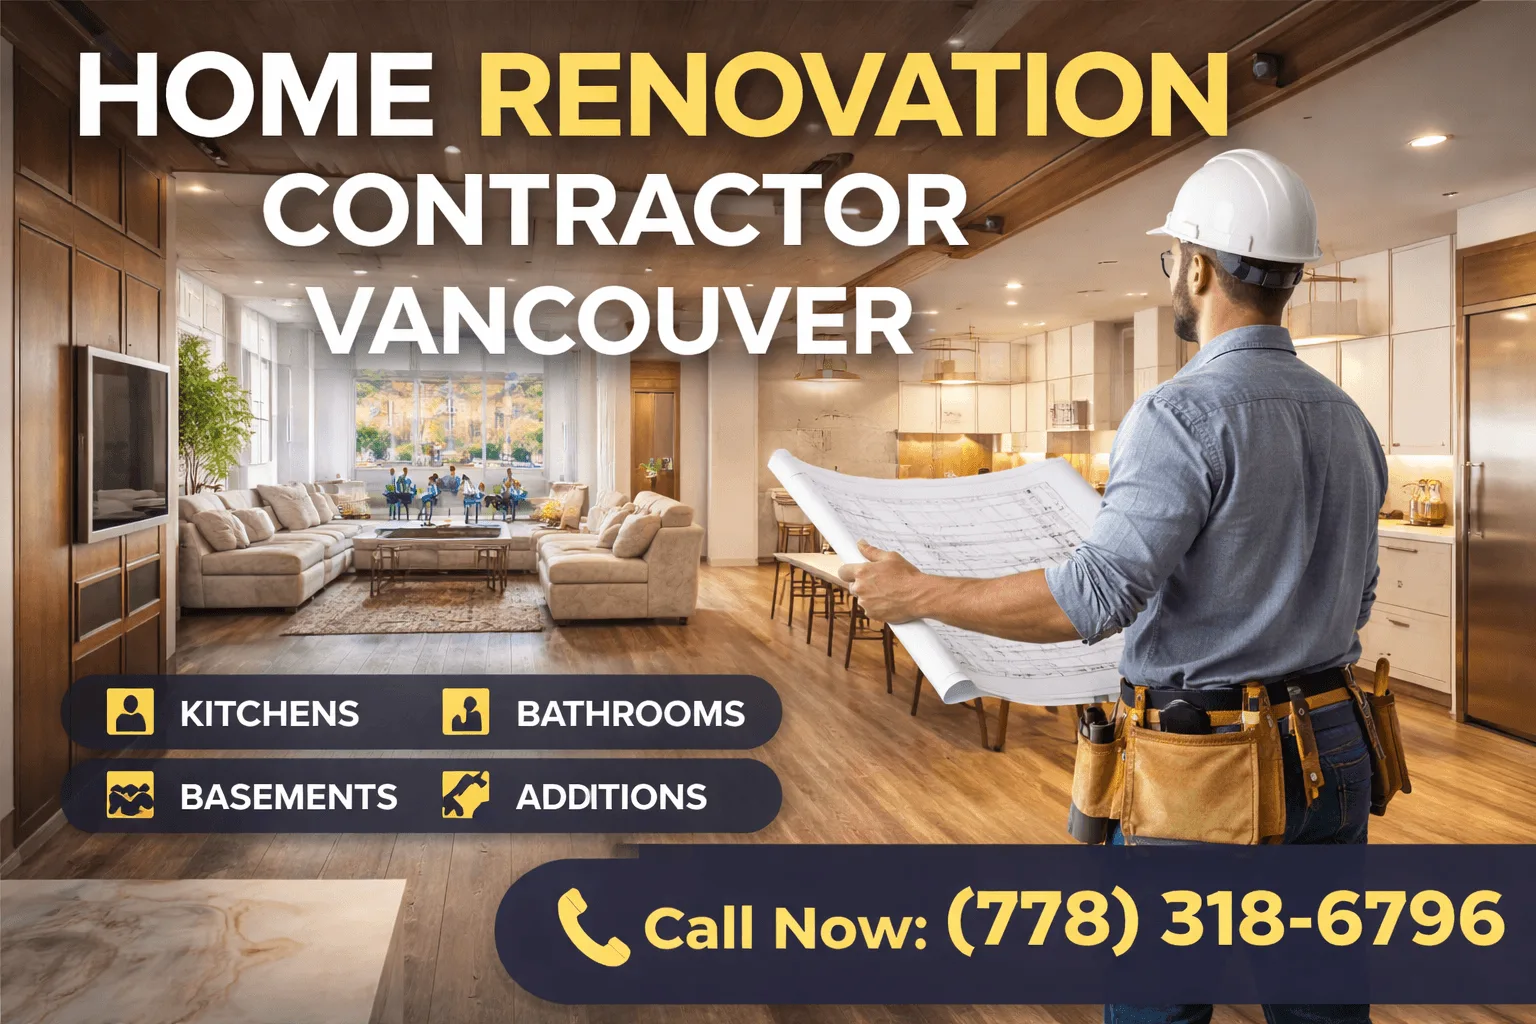 HOME RENOVATION
CONTRACTOR
VANCOUVER
KITCHENS BATHROOMS
BASEMENTS ADDITIONS
Call Now: (778) 318-6796